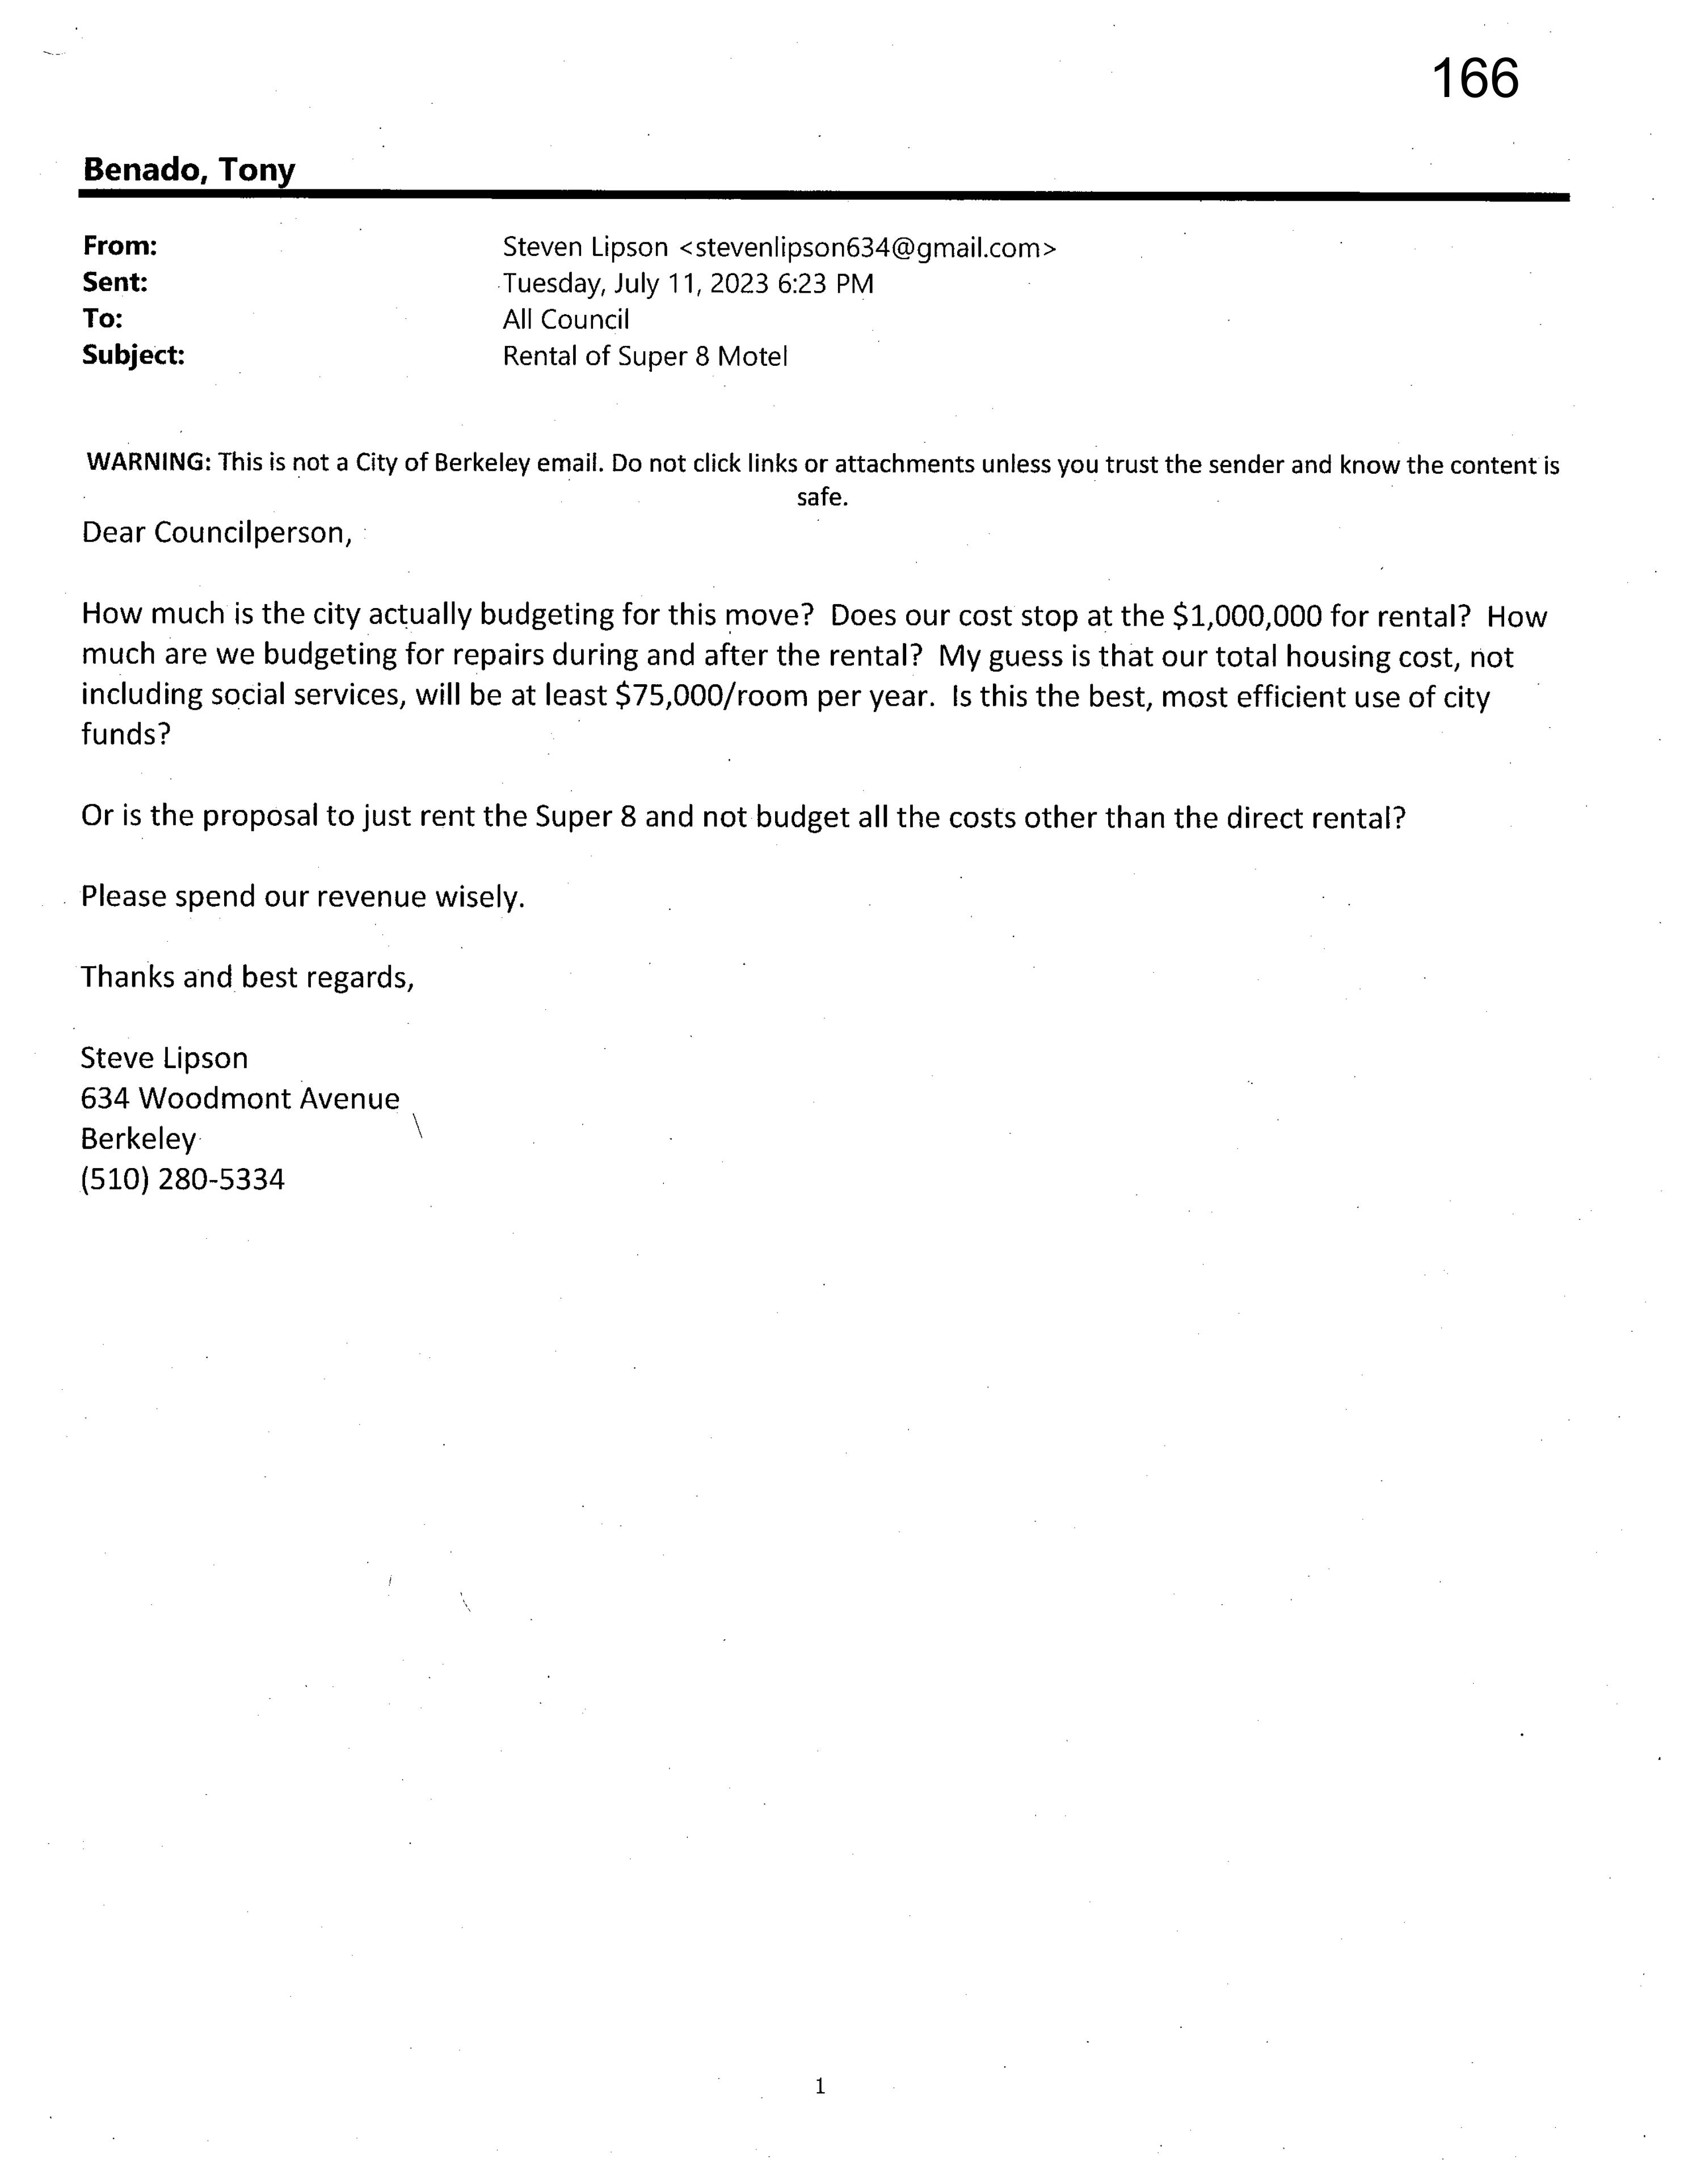 166
Benado, Tony
From: Steven Lipson <stevenlipson634@gmail.com>
Sent: Tuesday, July 11, 2023 6:23 PM
To: All Council
Subject: Rental of Super 8 Motel
WARNING: This is not a City of Berkeley email. Do not click links or attachments unless you trust the sender and know the content is
safe.
Dear Councilperson,
How much is the city actually budgeting for this move?  Does our cost stop at the $1,000,000 for rental?  How
much are we budgeting for repairs during and after the rental?  My guess is that our total housing cost, not
including social services, will be at least $75,000/room per year.  Is this the best, most efficient use of city
funds?
Or is the proposal to just rent the Super 8 and not budget all the costs other than the direct rental?
Please spend our revenue wisely.
Thanks and best regards,
Steve Lipson
634 Woodmont Avenue
Berkeley
(510) 280-5334
1